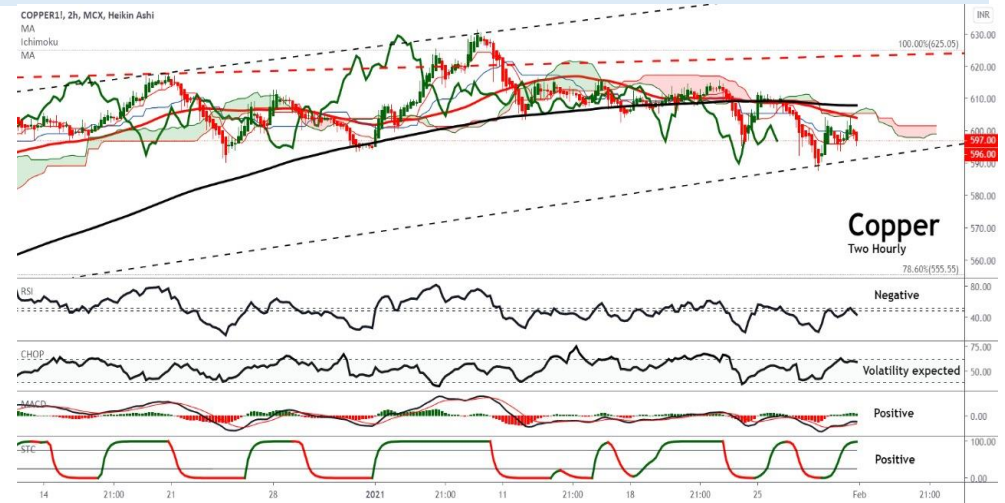 COPPER1!, 2h, MCX, Heikin Ashi
INR
MA
Ichimoku
MA
630.00
100.00%(625.05)
620.00
610.00
600.00
597.00
596.00
590.00
580.00
Copper
570.00
Two Hourly
560.00
78.60%(555.55)
RSI
Negative
80.00
40.00
CHOP
75.00
Volatility expected
50.00
MACD
Positive
0.00
STC
100.00
Positive
0.00
14 21:00 21 28 2021 21:00 11 21:00 18 21:00 25 Feb 21:00